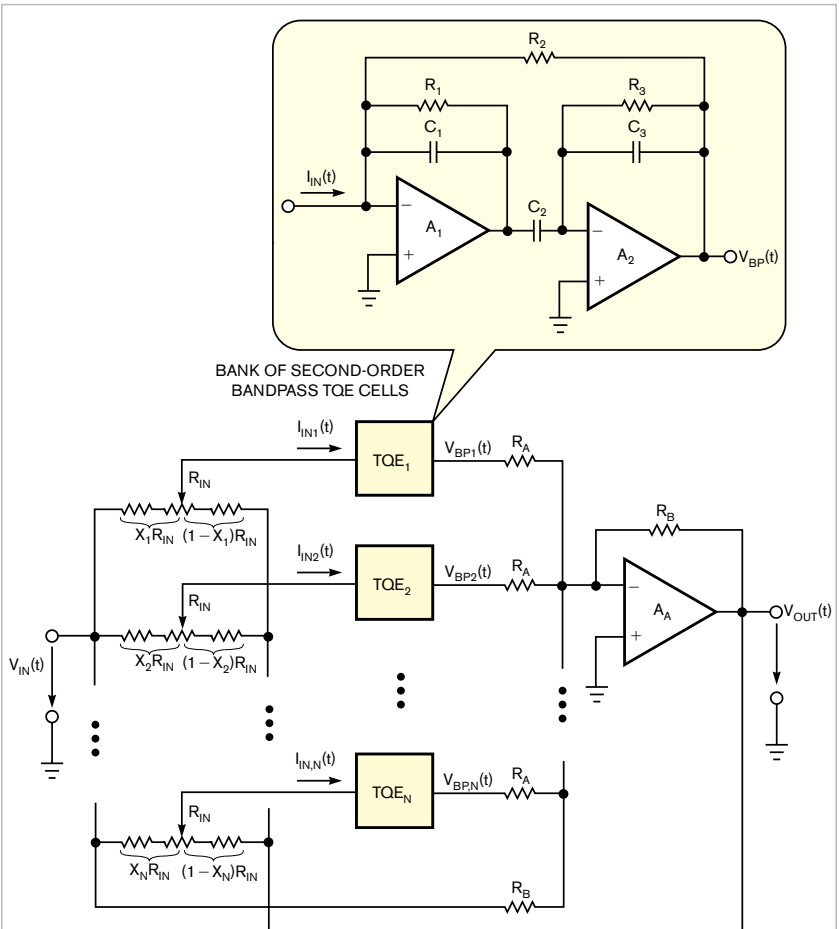 R2
R1
R3
C1
C3
IIN(t)
C2
−
−
A1
A2
VBP(t)
+
+
BANK OF SECOND-ORDER
BANDPASS TQE CELLS
IIN1(t)
TQE1
VBP1(t)
RA
RIN
X1RIN
(1−X1)RIN
RB
IIN2(t)
TQE2
VBP2(t)
RA
−
AA
VOUT(t)
RIN
+
VIN(t)
X2RIN
(1−X2)RIN
IIN,N(t)
TQEN
VBP,N(t)
RA
RIN
XNRIN
(1−XN)RIN
RB